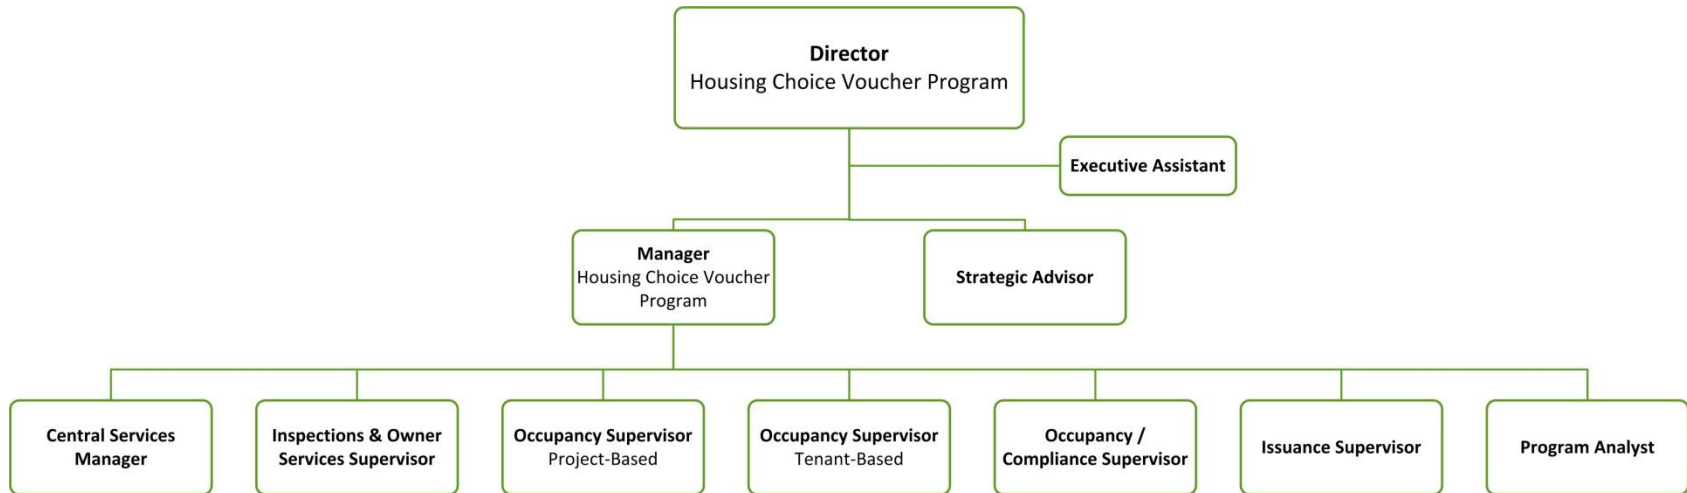 Director
Housing Choice Voucher Program
Executive Assistant
Manager
Housing Choice Voucher
Program
Strategic Advisor
Central Services
Manager
Inspections & Owner
Services Supervisor
Occupancy Supervisor
Project-Based
Occupancy Supervisor
Tenant-Based
Occupancy /
Compliance Supervisor
Issuance Supervisor
Program Analyst